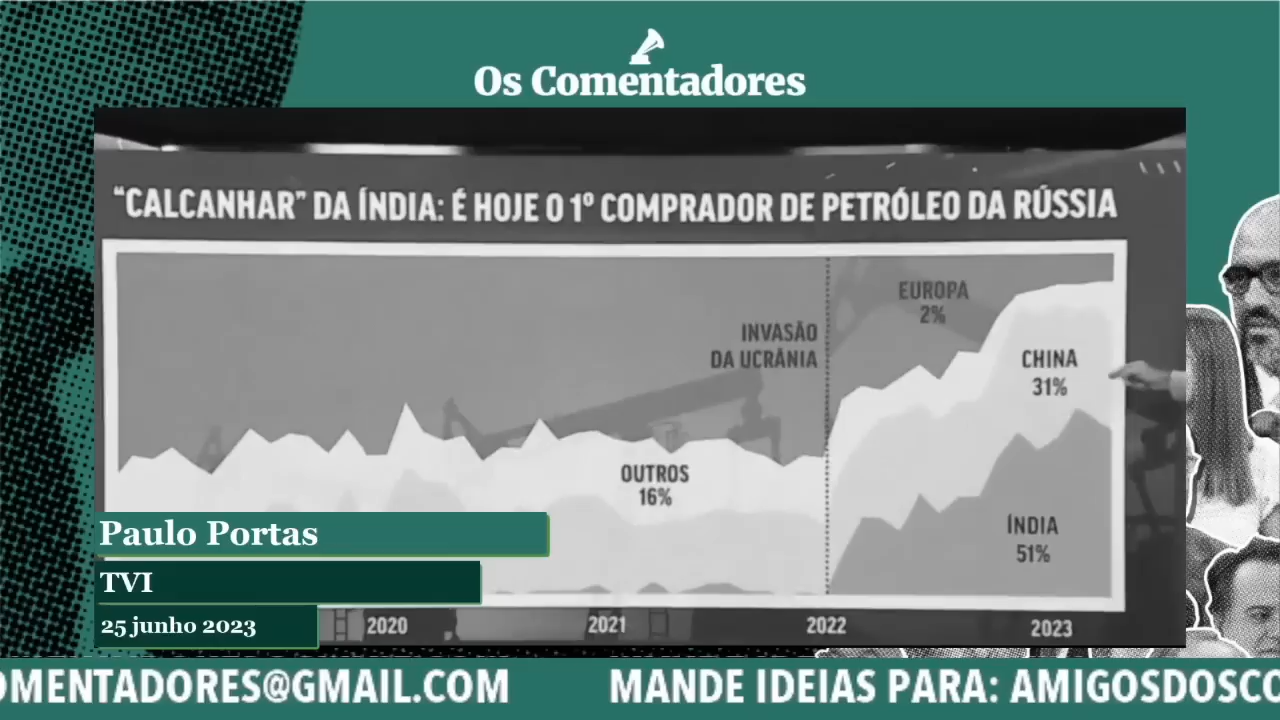 Os Comentadores
“CALCANHAR” DA ÍNDIA: É HOJE O 1º COMPRADOR DE PETRÓLEO DA RÚSSIA
EUROPA
2%
INVASÃO
DA UCRÂNIA
CHINA
31%
OUTROS
16%
ÍNDIA
51%
Paulo Portas
TVI
25 junho 2023
2020
2021
2022
2023
OMENTADORES@GMAIL.COM MANDE IDEIAS PARA: AMIGOSDOSCO